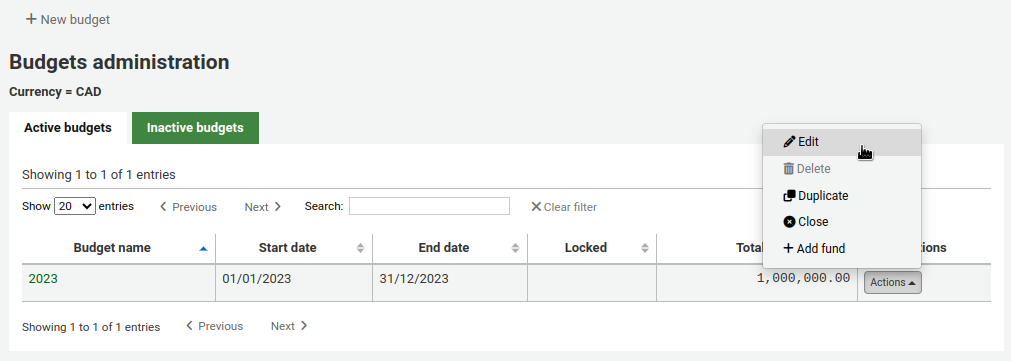 + New budget
Budgets administration
Currency = CAD
Active budgets
Inactive budgets
Edit
Delete
Duplicate
Close
+ Add fund
Showing 1 to 1 of 1 entries
Show 20 entries
Previous
Next
Search:
Clear filter
Budget name
Start date
End date
Locked
2023
01/01/2023
31/12/2023
1,000,000.00
Actions
Showing 1 to 1 of 1 entries
Previous
Next